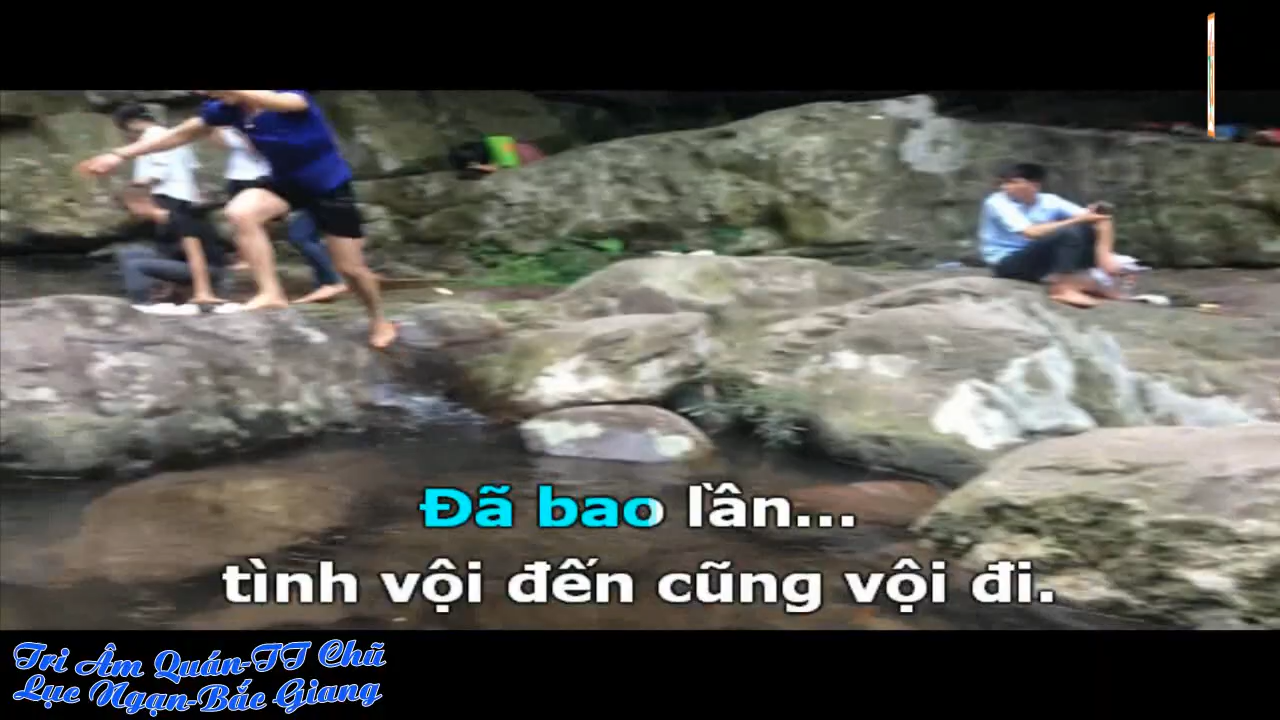 Đã bao lần...
tình vội đến cũng vội đi.
Tri Âm Quán-TT Chũ
Lục Ngạn-Bắc Giang